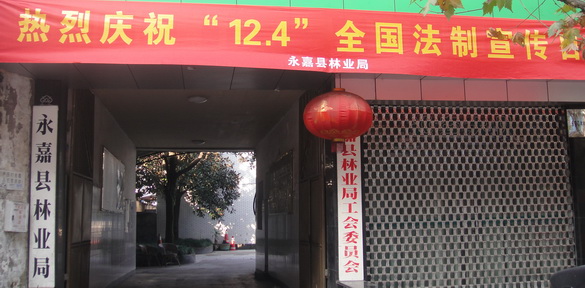 热烈庆祝“12.4”全国法制宣传
永嘉县林业局
永嘉县林业局
嘉县林业局工会委员会